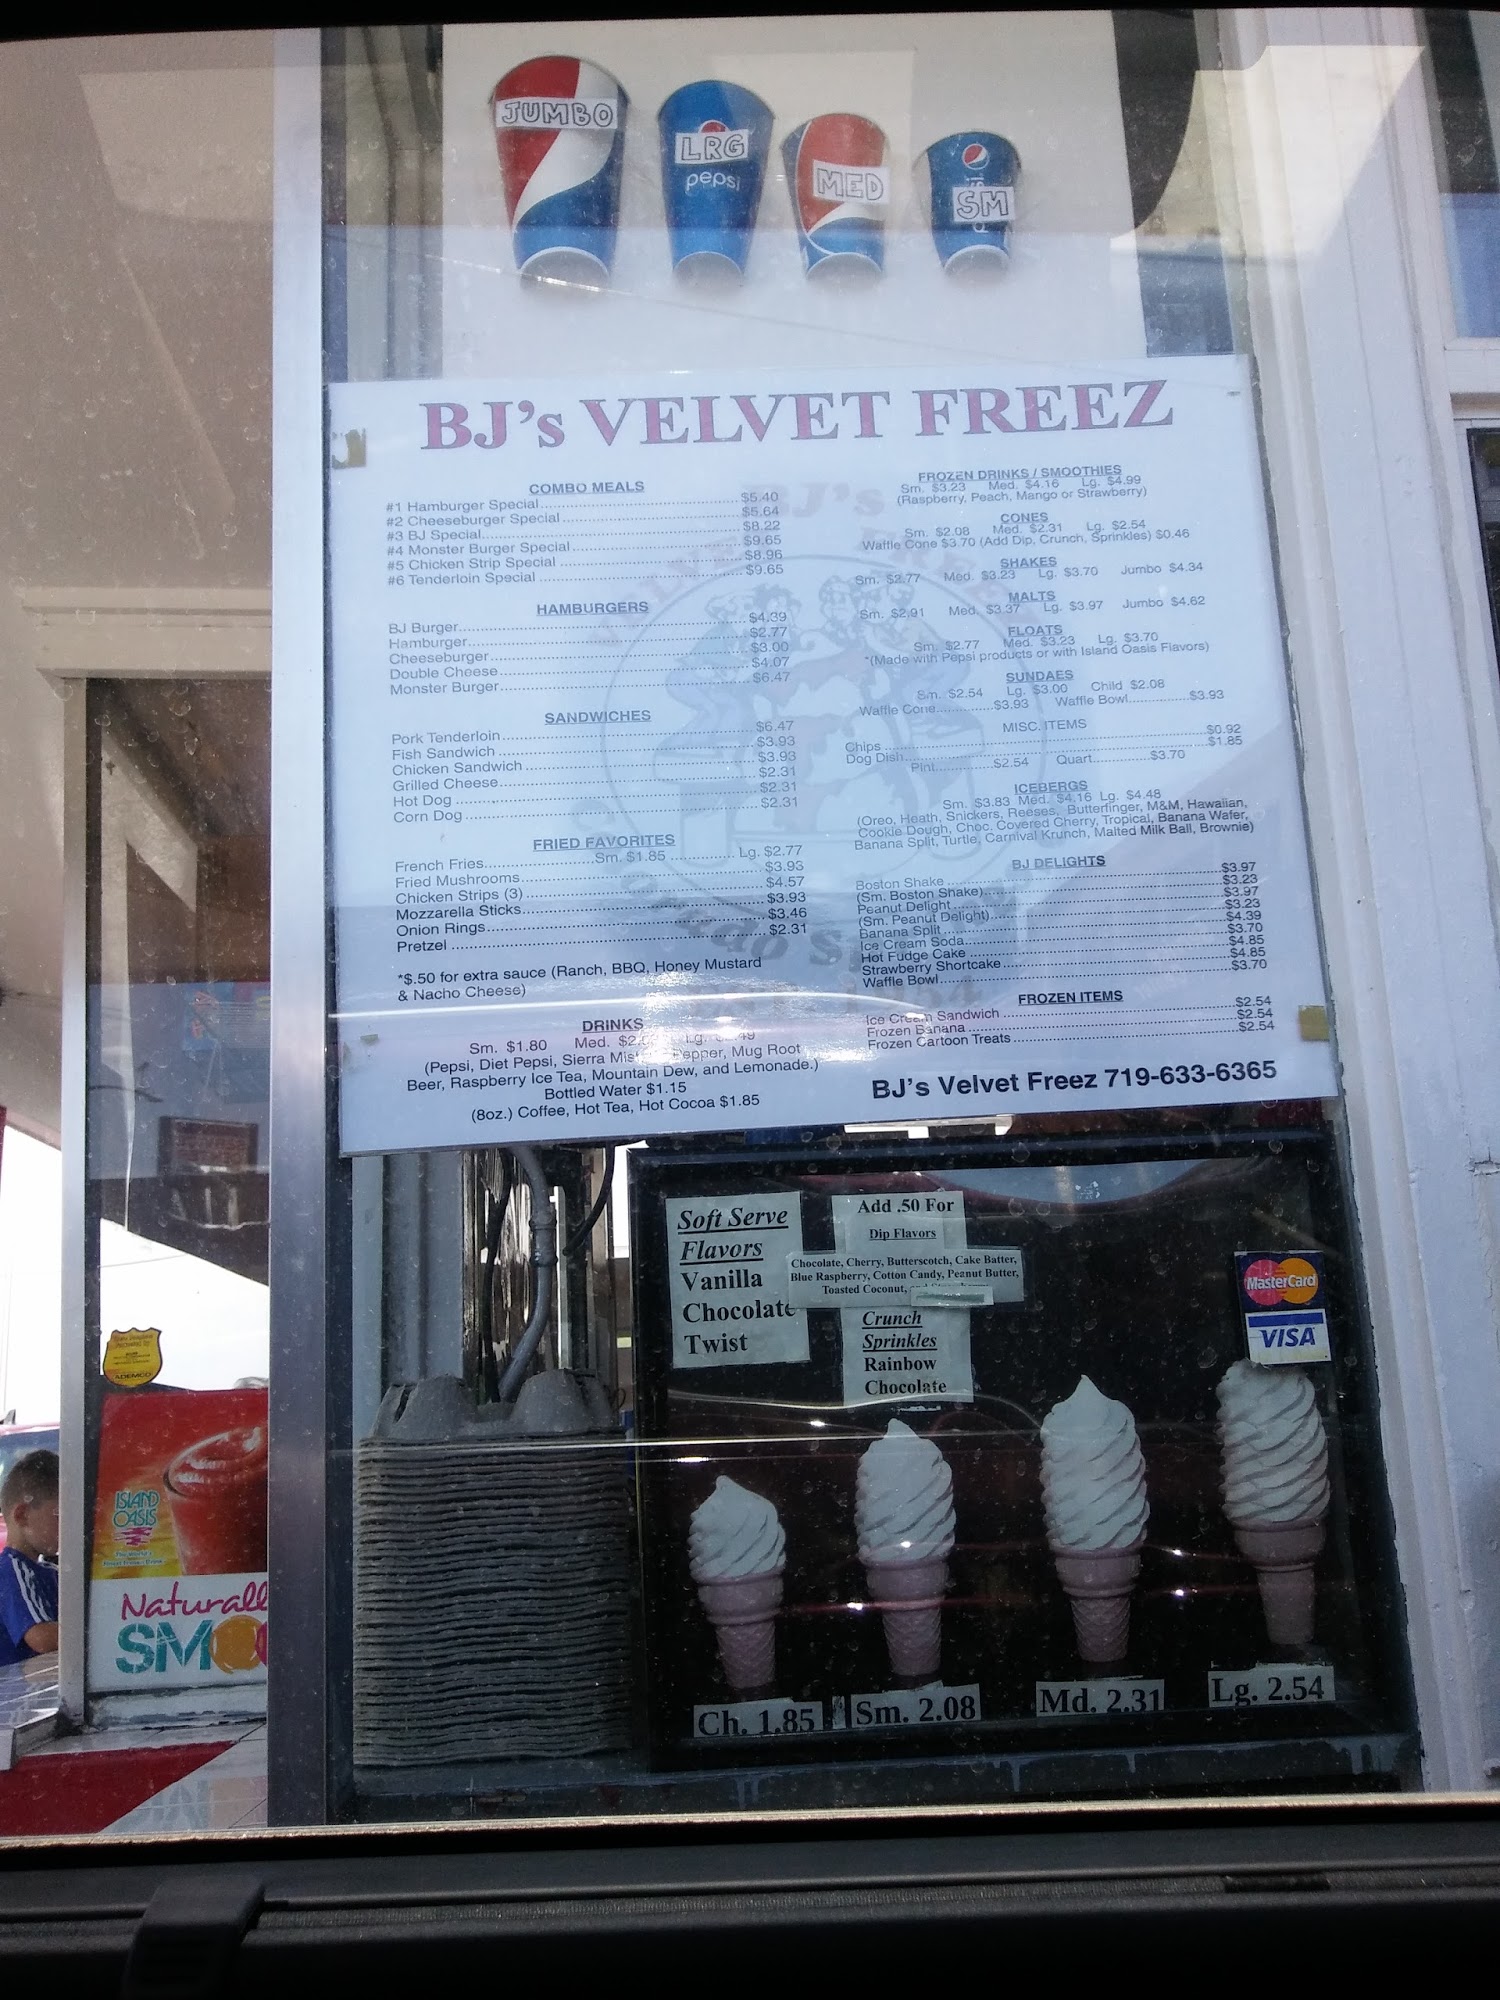 JUMBO
LRG
pepsi
MED
SM
BJ's VELVET FREEZ
COMBO MEALS
#1 Hamburger Special $5.40
#2 Cheeseburger Special $5.64
#3 BJ Special $8.22
#4 Monster Burger Special $9.65
#5 Chicken Strip Special $8.96
#6 Tenderloin Special $9.65
HAMBURGERS
BJ Burger $4.39
Hamburger $2.77
Cheeseburger $3.00
Double Cheese $4.07
Monster Burger $6.47
SANDWICHES
Pork Tenderloin $6.47
Fish Sandwich $3.93
Chicken Sandwich $3.93
Grilled Cheese $2.31
Hot Dog $2.31
Corn Dog $2.31
FRIED FAVORITES
French Fries Sm. $1.85 Lg. $2.77
Fried Mushrooms $3.93
Chicken Strips (3) $4.57
Mozzarella Sticks $3.93
Onion Rings $3.46
Pretzel $2.31
*$.50 for extra sauce (Ranch, BBQ, Honey Mustard
& Nacho Cheese)
DRINKS
Sm. $1.80 Med. Lg.
(Pepsi, Diet Pepsi, Sierra Pepper, Mug Root
Beer, Raspberry Ice Tea, Mountain Dew, and Lemonade.)
Bottled Water $1.15
(8oz.) Coffee, Hot Tea, Hot Cocoa $1.85
FROZEN DRINKS / SMOOTHIES
Sm. $3.23 Med. $4.16 Lg. $4.99
(Raspberry, Peach, Mango or Strawberry)
CONES
Sm. $2.08 Med. $2.31 Lg. $2.54
Waffle Cone $3.70 (Add Dip, Crunch, Sprinkles) $0.46
SHAKES
Sm. $2.77 Med. $3.23 Lg. $3.70 Jumbo $4.34
MALTS
Sm. $2.91 Med. $3.37 Lg. $3.97 Jumbo $4.62
FLOATS
Sm. $2.77 Med. $3.23 Lg. $3.70
*(Made with Pepsi products or with Island Oasis Flavors)
SUNDAES
Sm. $2.54 Lg. $3.00 Child $2.08
Waffle Cone $3.93 Waffle Bowl $3.93
MISC. ITEMS
Chips $0.92
Dog Dish $1.85
Pint $2.54 Quart $3.70
ICEBERGS
Sm. $3.83 Med. $4.16 Lg. $4.48
(Oreo, Heath, Snickers, Reeses, Butterfinger, M&M, Hawaiian,
Cookie Dough, Choc. Covered Cherry, Tropical, Banana Wafer,
Banana Split, Turtle, Carnival Krunch, Malted Milk Ball, Brownie)
BJ DELIGHTS
Boston Shake $3.97
(Sm. Boston Shake) $3.23
Peanut Delight $3.97
(Sm. Peanut Delight) $3.23
Banana Split $4.39
Ice Cream Soda $3.70
Hot Fudge Cake $4.85
Strawberry Shortcake $4.85
Waffle Bowl $3.70
FROZEN ITEMS
Ice Cream Sandwich $2.54
Frozen Banana $2.54
Frozen Cartoon Treats $2.54
BJ's Velvet Freez 719-633-6365
Soft Serve
Flavors
Vanilla
Chocolate
Twist
Add .50 For
Dip Flavors
Chocolate, Cherry, Butterscotch, Cake Batter,
Blue Raspberry, Cotton Candy, Peanut Butter,
Toasted Coconut,
Crunch
Sprinkles
Rainbow
Chocolate
MasterCard
VISA
Ch. 1.85
Sm. 2.08
Md. 2.31
Lg. 2.54
ADEMCO
ISLAND
OASIS
Naturall
SMOO